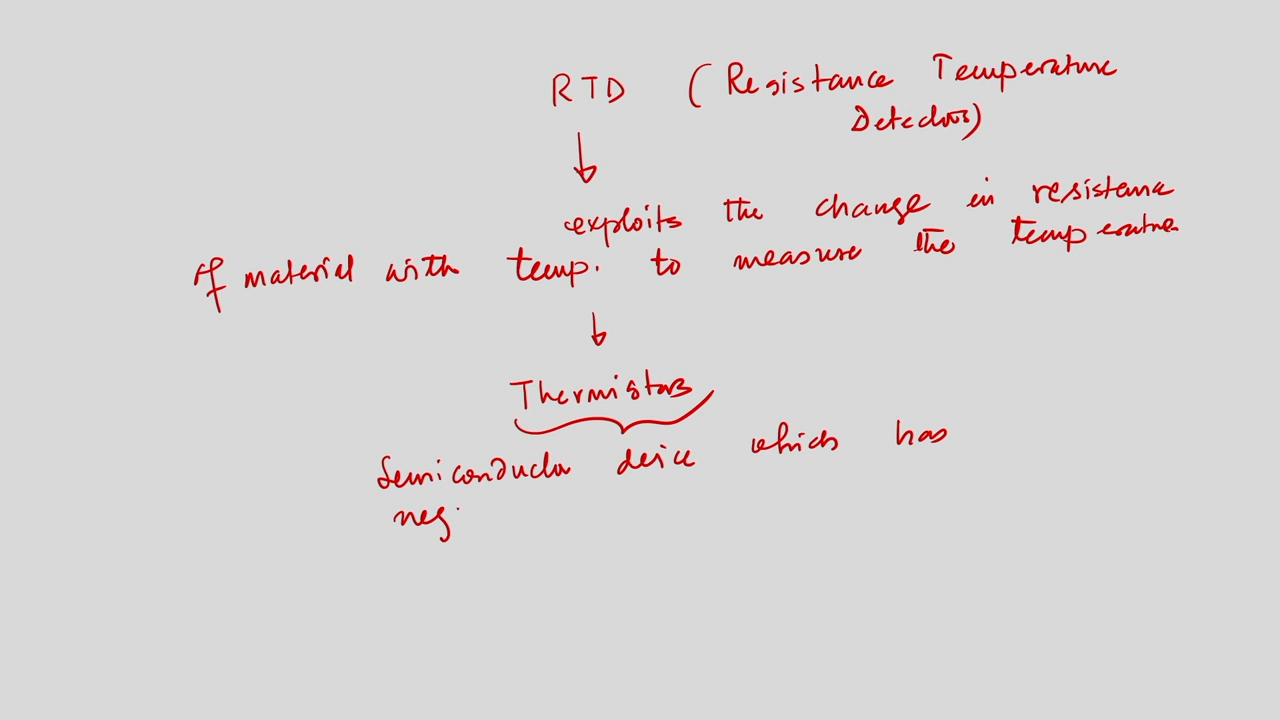 RTD (Resistance Temperature
Detectors)
exploits the change in resistance
of material with temp. to measure the temperature
Thermistors
Semiconductor device which has
neg.